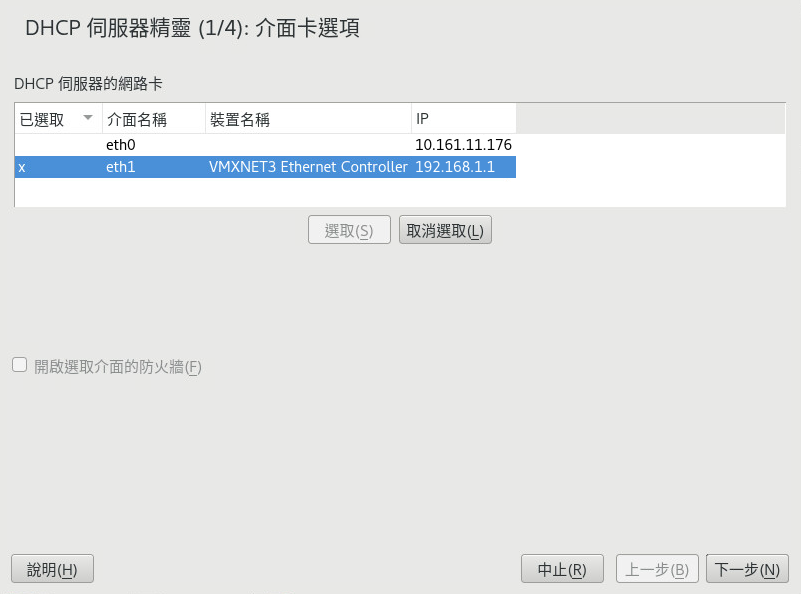 DHCP 伺服器精靈 (1/4): 介面卡選項
DHCP 伺服器的網路卡
已選取 介面名稱 裝置名稱 IP
eth0 10.161.11.176
x eth1 VMXNET3 Ethernet Controller 192.168.1.1
選取(S) 取消選取(L)
開啟選取介面的防火牆(F)
說明(H) 中止(R) 上一步(B) 下一步(N)